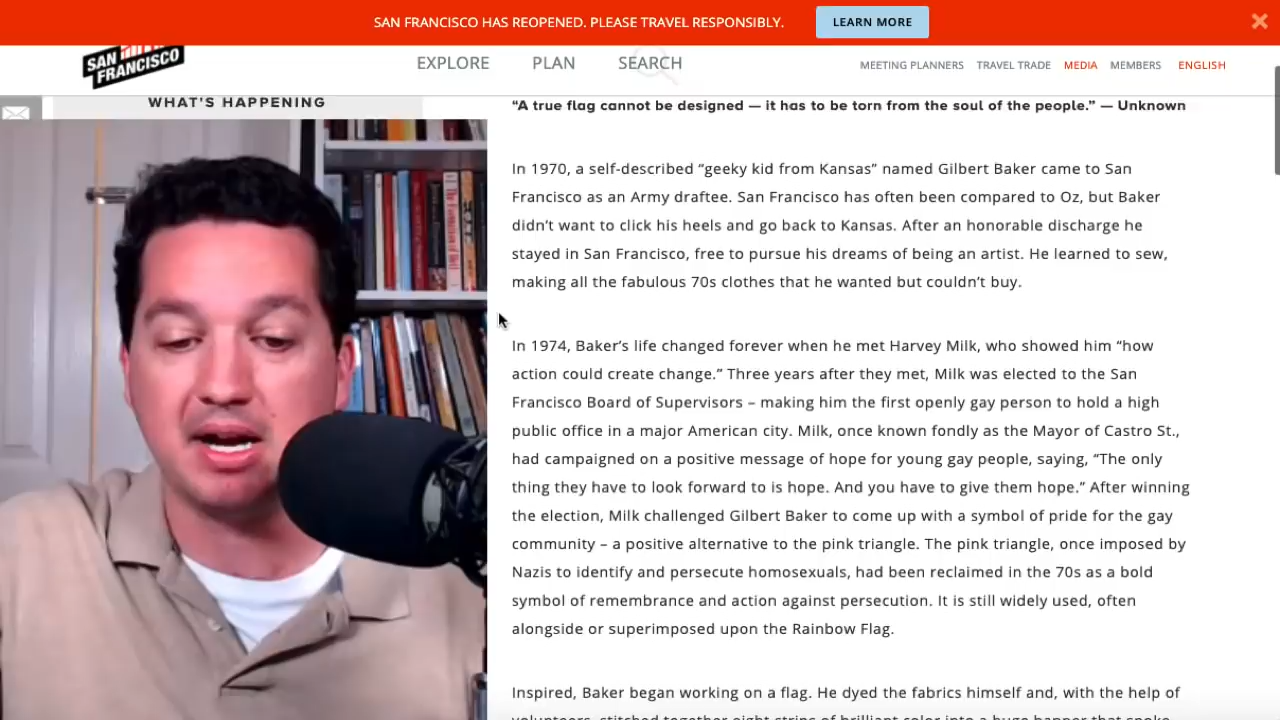 SAN FRANCISCO HAS REOPENED. PLEASE TRAVEL RESPONSIBLY.
LEARN MORE
SAN
FRANCISCO
EXPLORE
PLAN
SEARCH
MEETING PLANNERS
TRAVEL TRADE
MEDIA
MEMBERS
ENGLISH
WHAT'S HAPPENING
“A true flag cannot be designed — it has to be torn from the soul of the people.” — Unknown
In 1970, a self-described “geeky kid from Kansas” named Gilbert Baker came to San
Francisco as an Army draftee. San Francisco has often been compared to Oz, but Baker
didn’t want to click his heels and go back to Kansas. After an honorable discharge he
stayed in San Francisco, free to pursue his dreams of being an artist. He learned to sew,
making all the fabulous 70s clothes that he wanted but couldn’t buy.
In 1974, Baker’s life changed forever when he met Harvey Milk, who showed him “how
action could create change.” Three years after they met, Milk was elected to the San
Francisco Board of Supervisors – making him the first openly gay person to hold a high
public office in a major American city. Milk, once known fondly as the Mayor of Castro St.,
had campaigned on a positive message of hope for young gay people, saying, “The only
thing they have to look forward to is hope. And you have to give them hope.” After winning
the election, Milk challenged Gilbert Baker to come up with a symbol of pride for the gay
community – a positive alternative to the pink triangle. The pink triangle, once imposed by
Nazis to identify and persecute homosexuals, had been reclaimed in the 70s as a bold
symbol of remembrance and action against persecution. It is still widely used, often
alongside or superimposed upon the Rainbow Flag.
Inspired, Baker began working on a flag. He dyed the fabrics himself and, with the help of
volunteers, stitched together eight strips of brilliant color into a huge banner that spoke